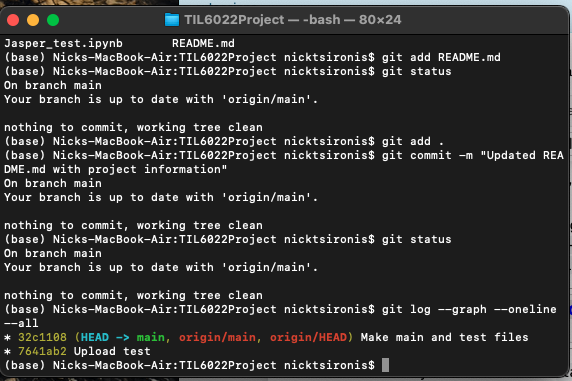 TIL6022Project — -bash — 80×24
Jasper_test.ipynb       README.md
(base) Nicks-MacBook-Air:TIL6022Project nicktsironis$ git add README.md
(base) Nicks-MacBook-Air:TIL6022Project nicktsironis$ git status
On branch main
Your branch is up to date with 'origin/main'.

nothing to commit, working tree clean
(base) Nicks-MacBook-Air:TIL6022Project nicktsironis$ git add .
(base) Nicks-MacBook-Air:TIL6022Project nicktsironis$ git commit -m "Updated REA
DME.md with project information"
On branch main
Your branch is up to date with 'origin/main'.

nothing to commit, working tree clean
(base) Nicks-MacBook-Air:TIL6022Project nicktsironis$ git status
On branch main
Your branch is up to date with 'origin/main'.

nothing to commit, working tree clean
(base) Nicks-MacBook-Air:TIL6022Project nicktsironis$ git log --graph --oneline
--all
* 32c1108 (HEAD -> main, origin/main, origin/HEAD) Make main and test files
* 7641ab2 Upload test
(base) Nicks-MacBook-Air:TIL6022Project nicktsironis$